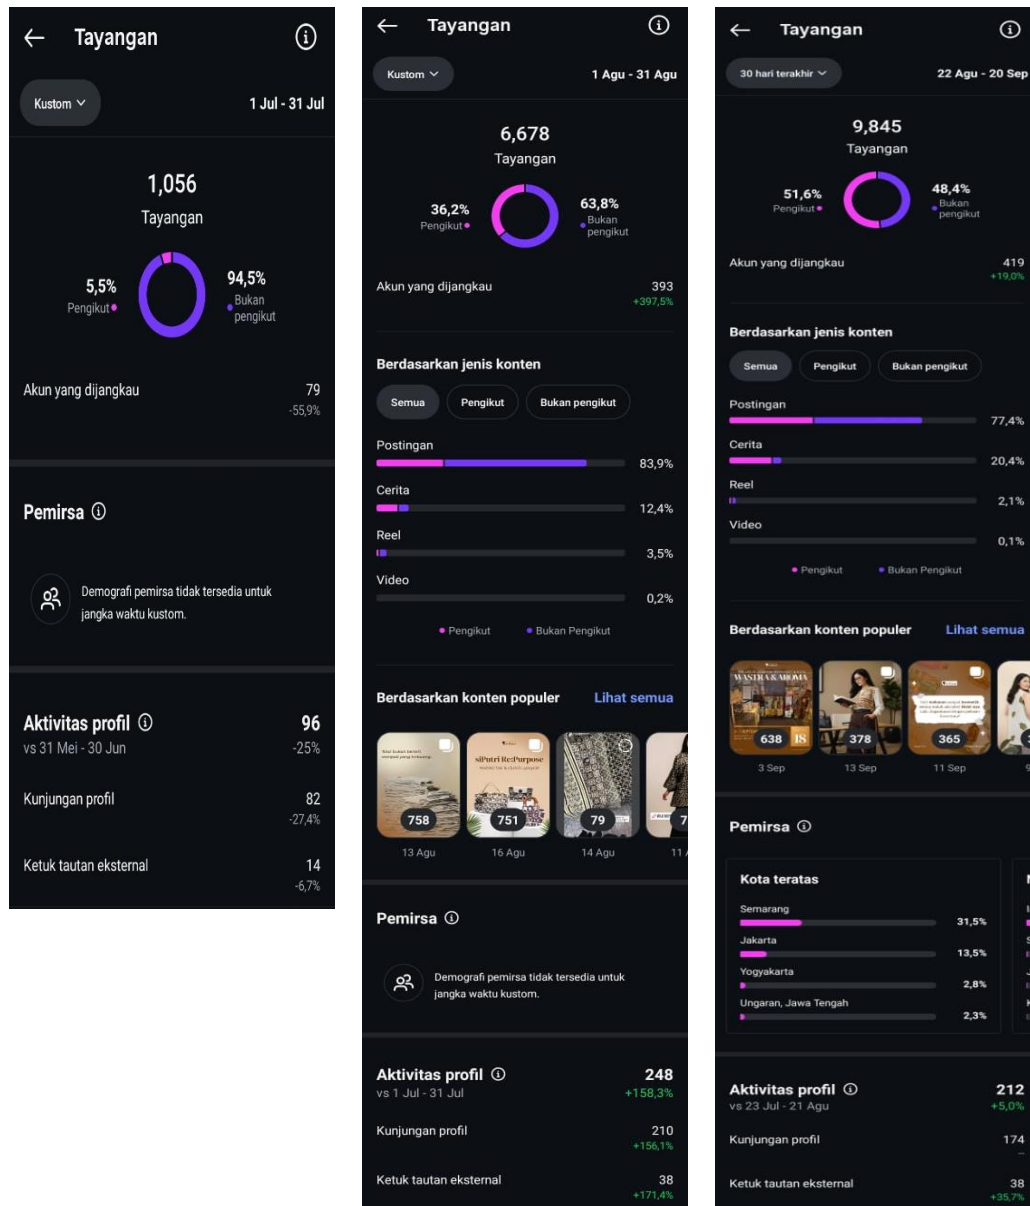 Tayangan
Kustom
1 Jul - 31 Jul
1,056
Tayangan
5,5%
Pengikut
94,5%
Bukan
pengikut
Akun yang dijangkau
79
-55,9%
Pemirsa
Demografi pemirsa tidak tersedia untuk
jangka waktu kustom.
Aktivitas profil
96
vs 31 Mei - 30 Jun
-25%
Kunjungan profil
82
-27,4%
Ketuk tautan eksternal
14
-6,7%
Tayangan
Kustom
1 Agu - 31 Agu
6,678
Tayangan
36,2%
Pengikut
63,8%
Bukan
pengikut
Akun yang dijangkau
393
+397,5%
Berdasarkan jenis konten
Semua
Pengikut
Bukan pengikut
Postingan
83,9%
Cerita
12,4%
Reel
3,5%
Video
0,2%
Pengikut
Bukan Pengikut
Berdasarkan konten populer
Lihat semua
siPutri Re:Purpose
758
751
79
7
13 Agu
16 Agu
14 Agu
11
Pemirsa
Demografi pemirsa tidak tersedia untuk
jangka waktu kustom.
Aktivitas profil
248
vs 1 Jul - 31 Jul
+158,3%
Kunjungan profil
210
+156,1%
Ketuk tautan eksternal
38
+171,4%
Tayangan
30 hari terakhir
22 Agu - 20 Sep
9,845
Tayangan
51,6%
Pengikut
48,4%
Bukan
pengikut
Akun yang dijangkau
419
+19,0%
Berdasarkan jenis konten
Semua
Pengikut
Bukan pengikut
Postingan
77,4%
Cerita
20,4%
Reel
2,1%
Video
0,1%
Pengikut
Bukan Pengikut
Berdasarkan konten populer
Lihat semua
WASTRA & AROMA
18
638
378
365
3 Sep
13 Sep
11 Sep
9
Pemirsa
Kota teratas
Semarang
31,5%
Jakarta
13,5%
Yogyakarta
2,8%
Ungaran, Jawa Tengah
2,3%
Aktivitas profil
212
vs 23 Jul - 21 Agu
+5,0%
Kunjungan profil
174
--
Ketuk tautan eksternal
38
+35,7%